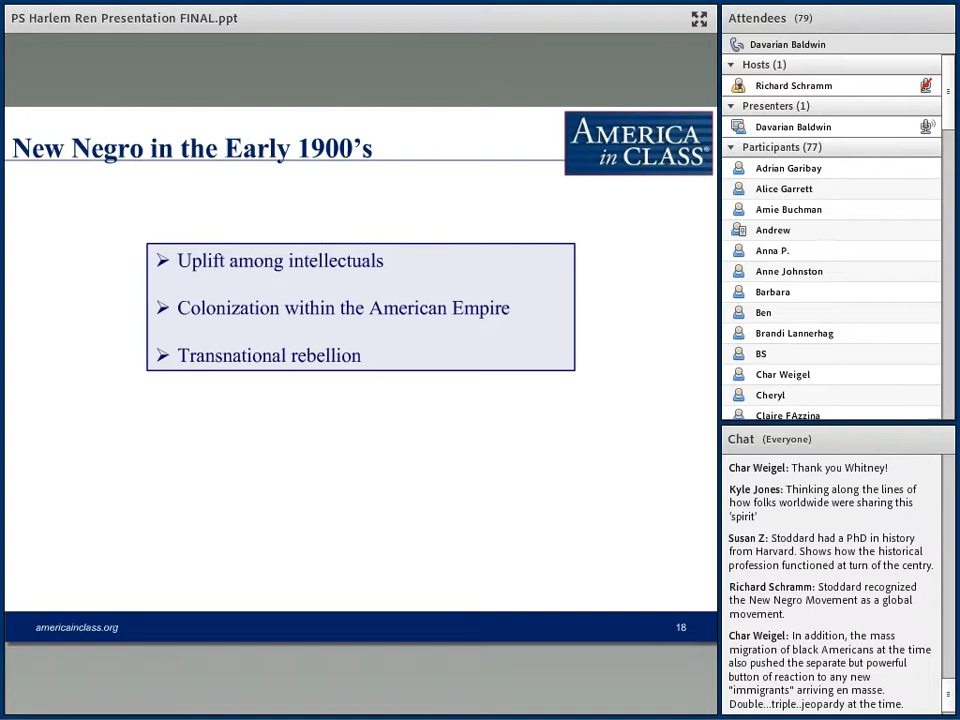 PS Harlem Ren Presentation FINAL.ppt
New Negro in the Early 1900's
AMERICA
in CLASS®
➢ Uplift among intellectuals
➢ Colonization within the American Empire
➢ Transnational rebellion
americainclass.org
18
Attendees (79)
Davarian Baldwin
Hosts (1)
Richard Schramm
Presenters (1)
Davarian Baldwin
Participants (77)
Adrian Garibay
Alice Garrett
Amie Buchman
Andrew
Anna P.
Anne Johnston
Barbara
Ben
Brandi Lannerhag
BS
Char Weigel
Cheryl
Claire FAzzina
Chat (Everyone)
Char Weigel: Thank you Whitney!
Kyle Jones: Thinking along the lines of
how folks worldwide were sharing this
'spirit'
Susan Z: Stoddard had a PhD in history
from Harvard. Shows how the historical
profession functioned at turn of the centry.
Richard Schramm: Stoddard recognized
the New Negro Movement as a global
movement.
Char Weigel: In addition, the mass
migration of black Americans at the time
also pushed the separate but powerful
button of reaction to any new
"immigrants" arriving en masse.
Double...triple..jeopardy at the time.